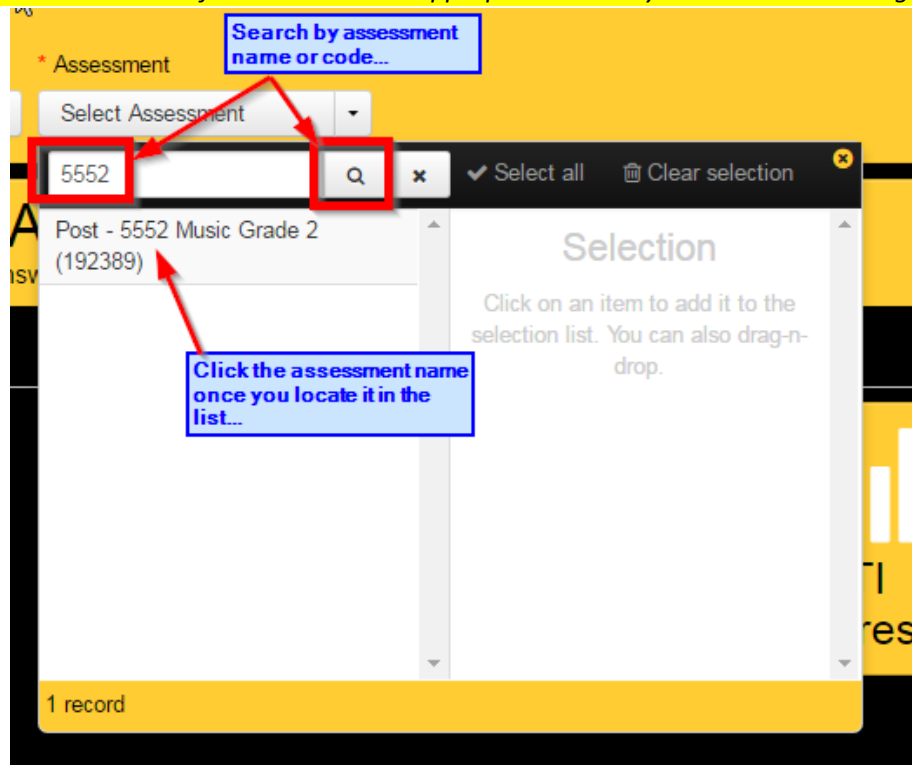 Search by assessment
name or code...
* Assessment
Select Assessment
5552
Select all
Clear selection
Post - 5552 Music Grade 2
(192389)
Selection
Click on an item to add it to the
selection list. You can also drag-n-
drop.
Click the assessment name
once you locate it in the
list...
1 record